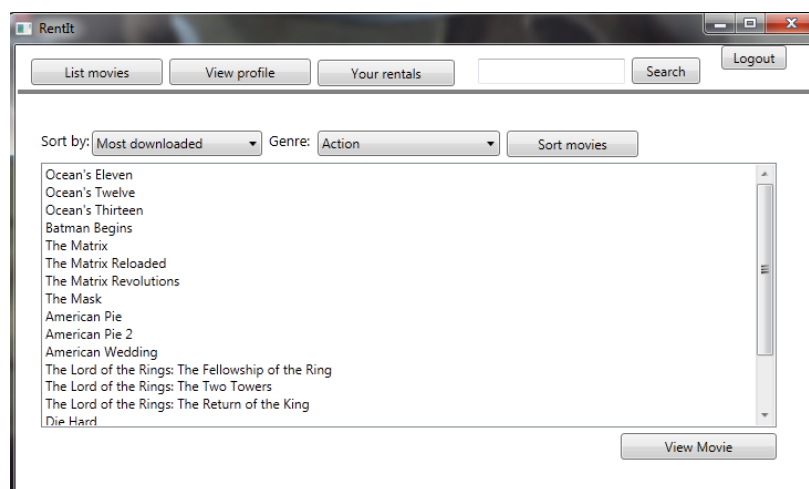 RentIt
Logout
List movies View profile Your rentals Search
Sort by: Most downloaded Genre: Action Sort movies
Ocean's Eleven
Ocean's Twelve
Ocean's Thirteen
Batman Begins
The Matrix
The Matrix Reloaded
The Matrix Revolutions
The Mask
American Pie
American Pie 2
American Wedding
The Lord of the Rings: The Fellowship of the Ring
The Lord of the Rings: The Two Towers
The Lord of the Rings: The Return of the King
Die Hard
View Movie